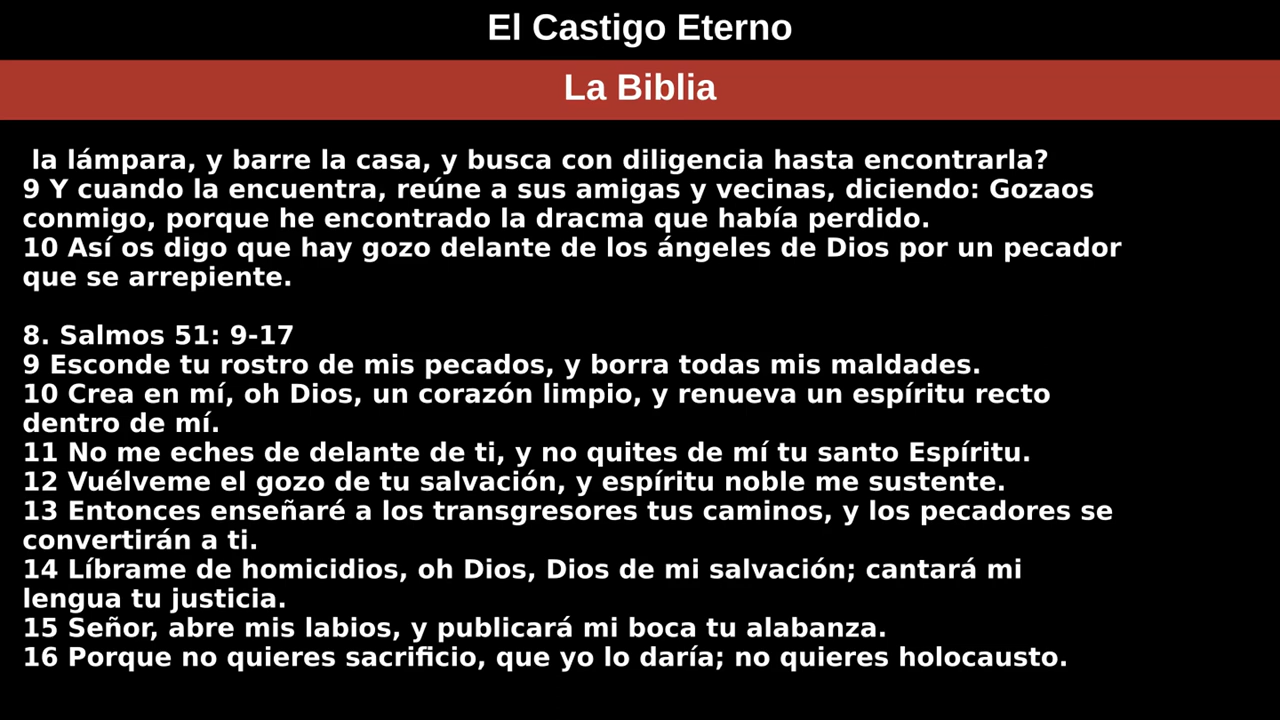 El Castigo Eterno
La Biblia
la lámpara, y barre la casa, y busca con diligencia hasta encontrarla?
9 Y cuando la encuentra, reúne a sus amigas y vecinas, diciendo: Gozaos
conmigo, porque he encontrado la dracma que había perdido.
10 Así os digo que hay gozo delante de los ángeles de Dios por un pecador
que se arrepiente.
8. Salmos 51: 9-17
9 Esconde tu rostro de mis pecados, y borra todas mis maldades.
10 Crea en mí, oh Dios, un corazón limpio, y renueva un espíritu recto
dentro de mí.
11 No me eches de delante de ti, y no quites de mí tu santo Espíritu.
12 Vuélveme el gozo de tu salvación, y espíritu noble me sustente.
13 Entonces enseñaré a los transgresores tus caminos, y los pecadores se
convertirán a ti.
14 Líbrame de homicidios, oh Dios, Dios de mi salvación; cantará mi
lengua tu justicia.
15 Señor, abre mis labios, y publicará mi boca tu alabanza.
16 Porque no quieres sacrificio, que yo lo daría; no quieres holocausto.